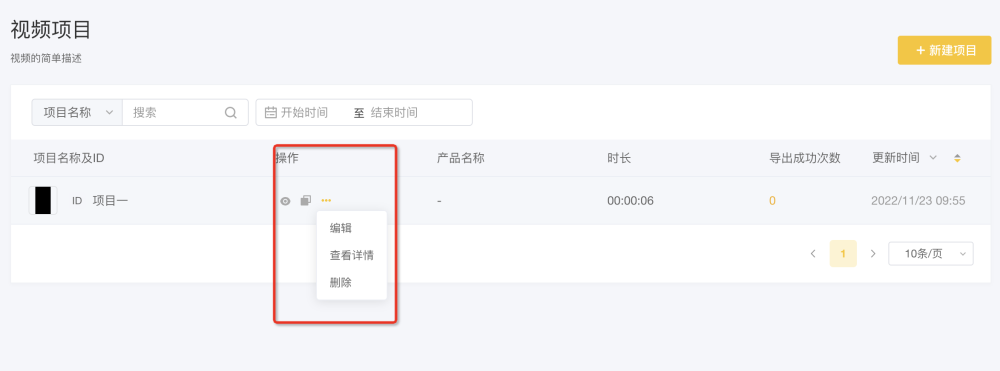 视频项目
视频的简单描述
+ 新建项目
项目名称 搜索 开始时间 至 结束时间
项目名称及ID 操作 产品名称 时长 导出成功次数 更新时间
ID 项目一 - 00:00:06 0 2022/11/23 09:55
编辑
查看详情
删除
1 10条/页